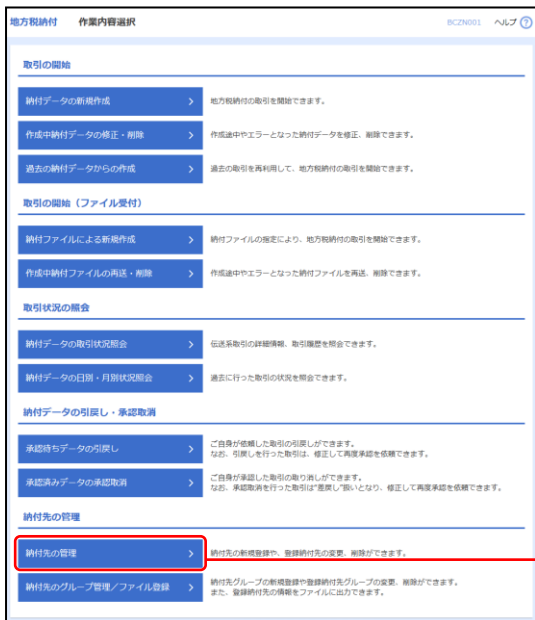 地方税納付 作業内容選択 BCZN001 ヘルプ ?
取引の開始
納付データの新規作成 > 地方税納付の取引を開始できます。
作成中納付データの修正・削除 > 作成途中やエラーとなった納付データを修正、削除できます。
過去の納付データからの作成 > 過去の取引を再利用して、地方税納付の取引を開始できます。
取引の開始（ファイル受付）
納付ファイルによる新規作成 > 納付ファイルの指定により、地方税納付の取引を開始できます。
作成中納付ファイルの再送・削除 > 作成途中やエラーとなった納付ファイルを再送、削除できます。
取引状況の照会
納付データの取引状況照会 > 伝送系取引の詳細情報、取引履歴を照会できます。
納付データの日別・月別状況照会 > 過去に行った取引の状況を照会できます。
納付データの引戻し・承認取消
承認待ちデータの引戻し > ご自身が依頼した取引の引戻しができます。
なお、引戻しを行った取引は、修正して再度承認を依頼できます。
承認済みデータの承認取消 > ご自身が承認した取引の取り消しができます。
なお、承認取消を行った取引は"差戻し"扱いとなり、修正して再度承認を依頼できます。
納付先の管理
納付先の管理 > 納付先の新規登録や、登録納付先の変更、削除ができます。
納付先のグループ管理／ファイル登録 > 納付先グループの新規登録や登録納付先グループの変更、削除ができます。
また、登録納付先の情報をファイルに出力できます。